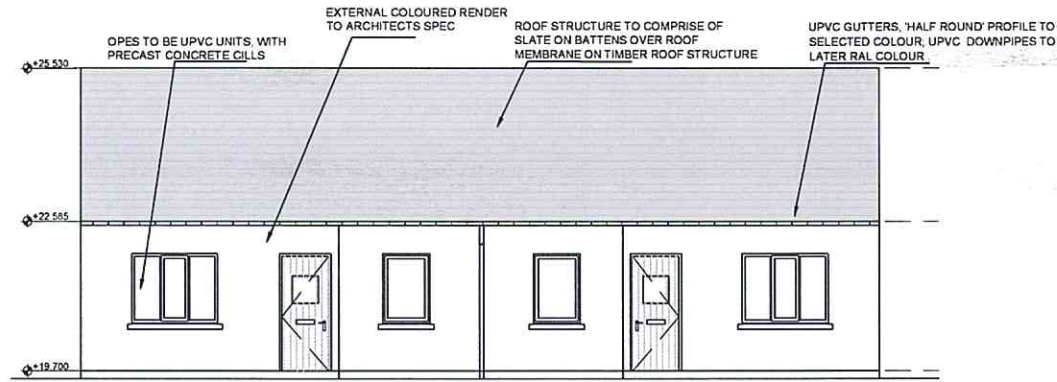 EXTERNAL COLOURED RENDER
TO ARCHITECTS SPEC
OPES TO BE UPVC UNITS, WITH
PRECAST CONCRETE CILLS
ROOF STRUCTURE TO COMPRISE OF
SLATE ON BATTENS OVER ROOF
MEMBRANE ON TIMBER ROOF STRUCTURE
UPVC GUTTERS, 'HALF ROUND' PROFILE TO
SELECTED COLOUR, UPVC DOWNPIPES TO
LATER RAL COLOUR
+25.530
+22.585
+19.700